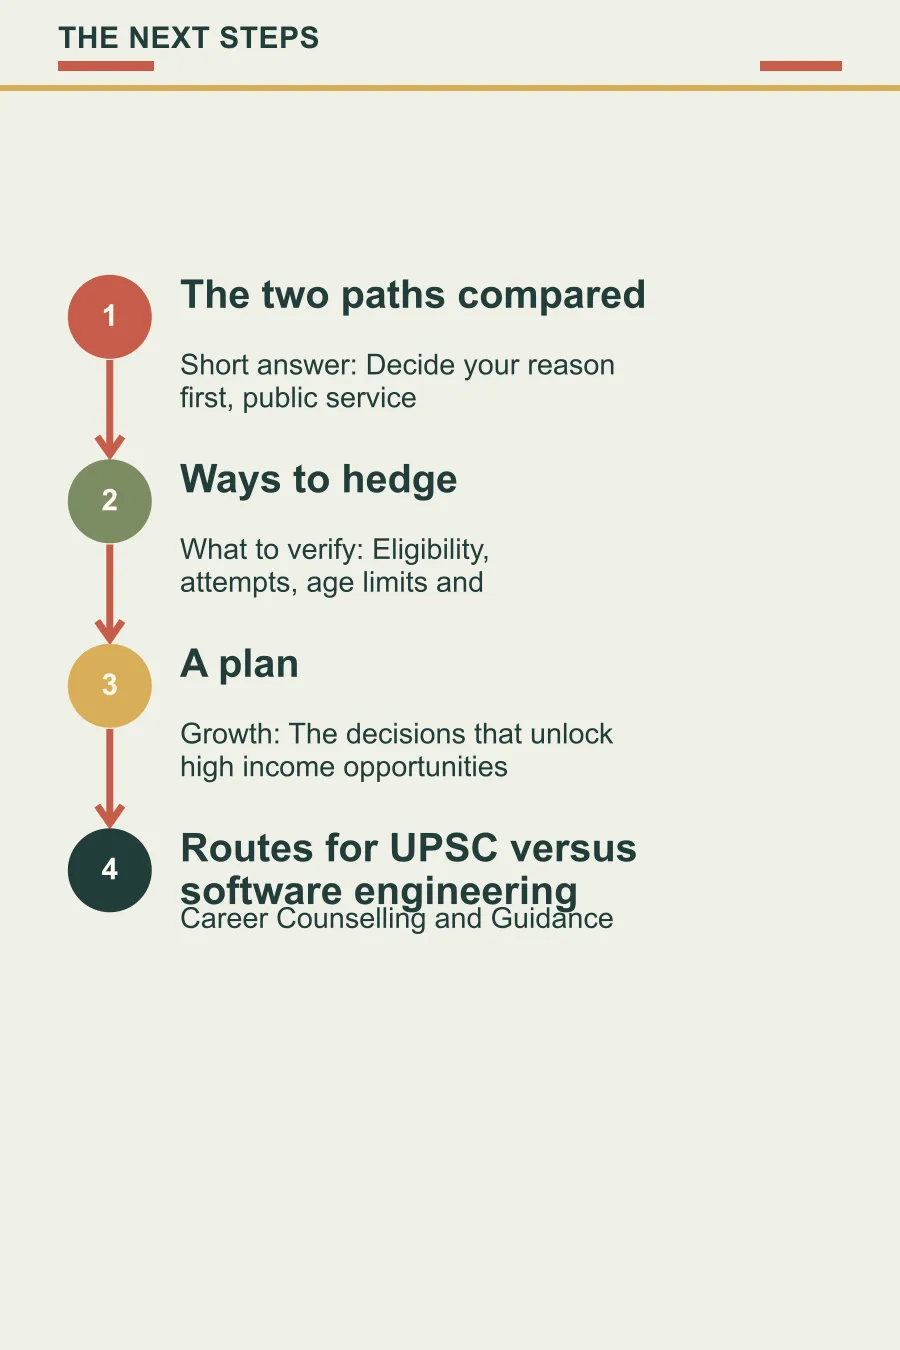 THE NEXT STEPS
1
The two paths compared
Short answer: Decide your reason
first, public service
2
Ways to hedge
What to verify: Eligibility,
attempts, age limits and
3
A plan
Growth: The decisions that unlock
high income opportunities
4
Routes for UPSC versus
software engineering
Career Counselling and Guidance